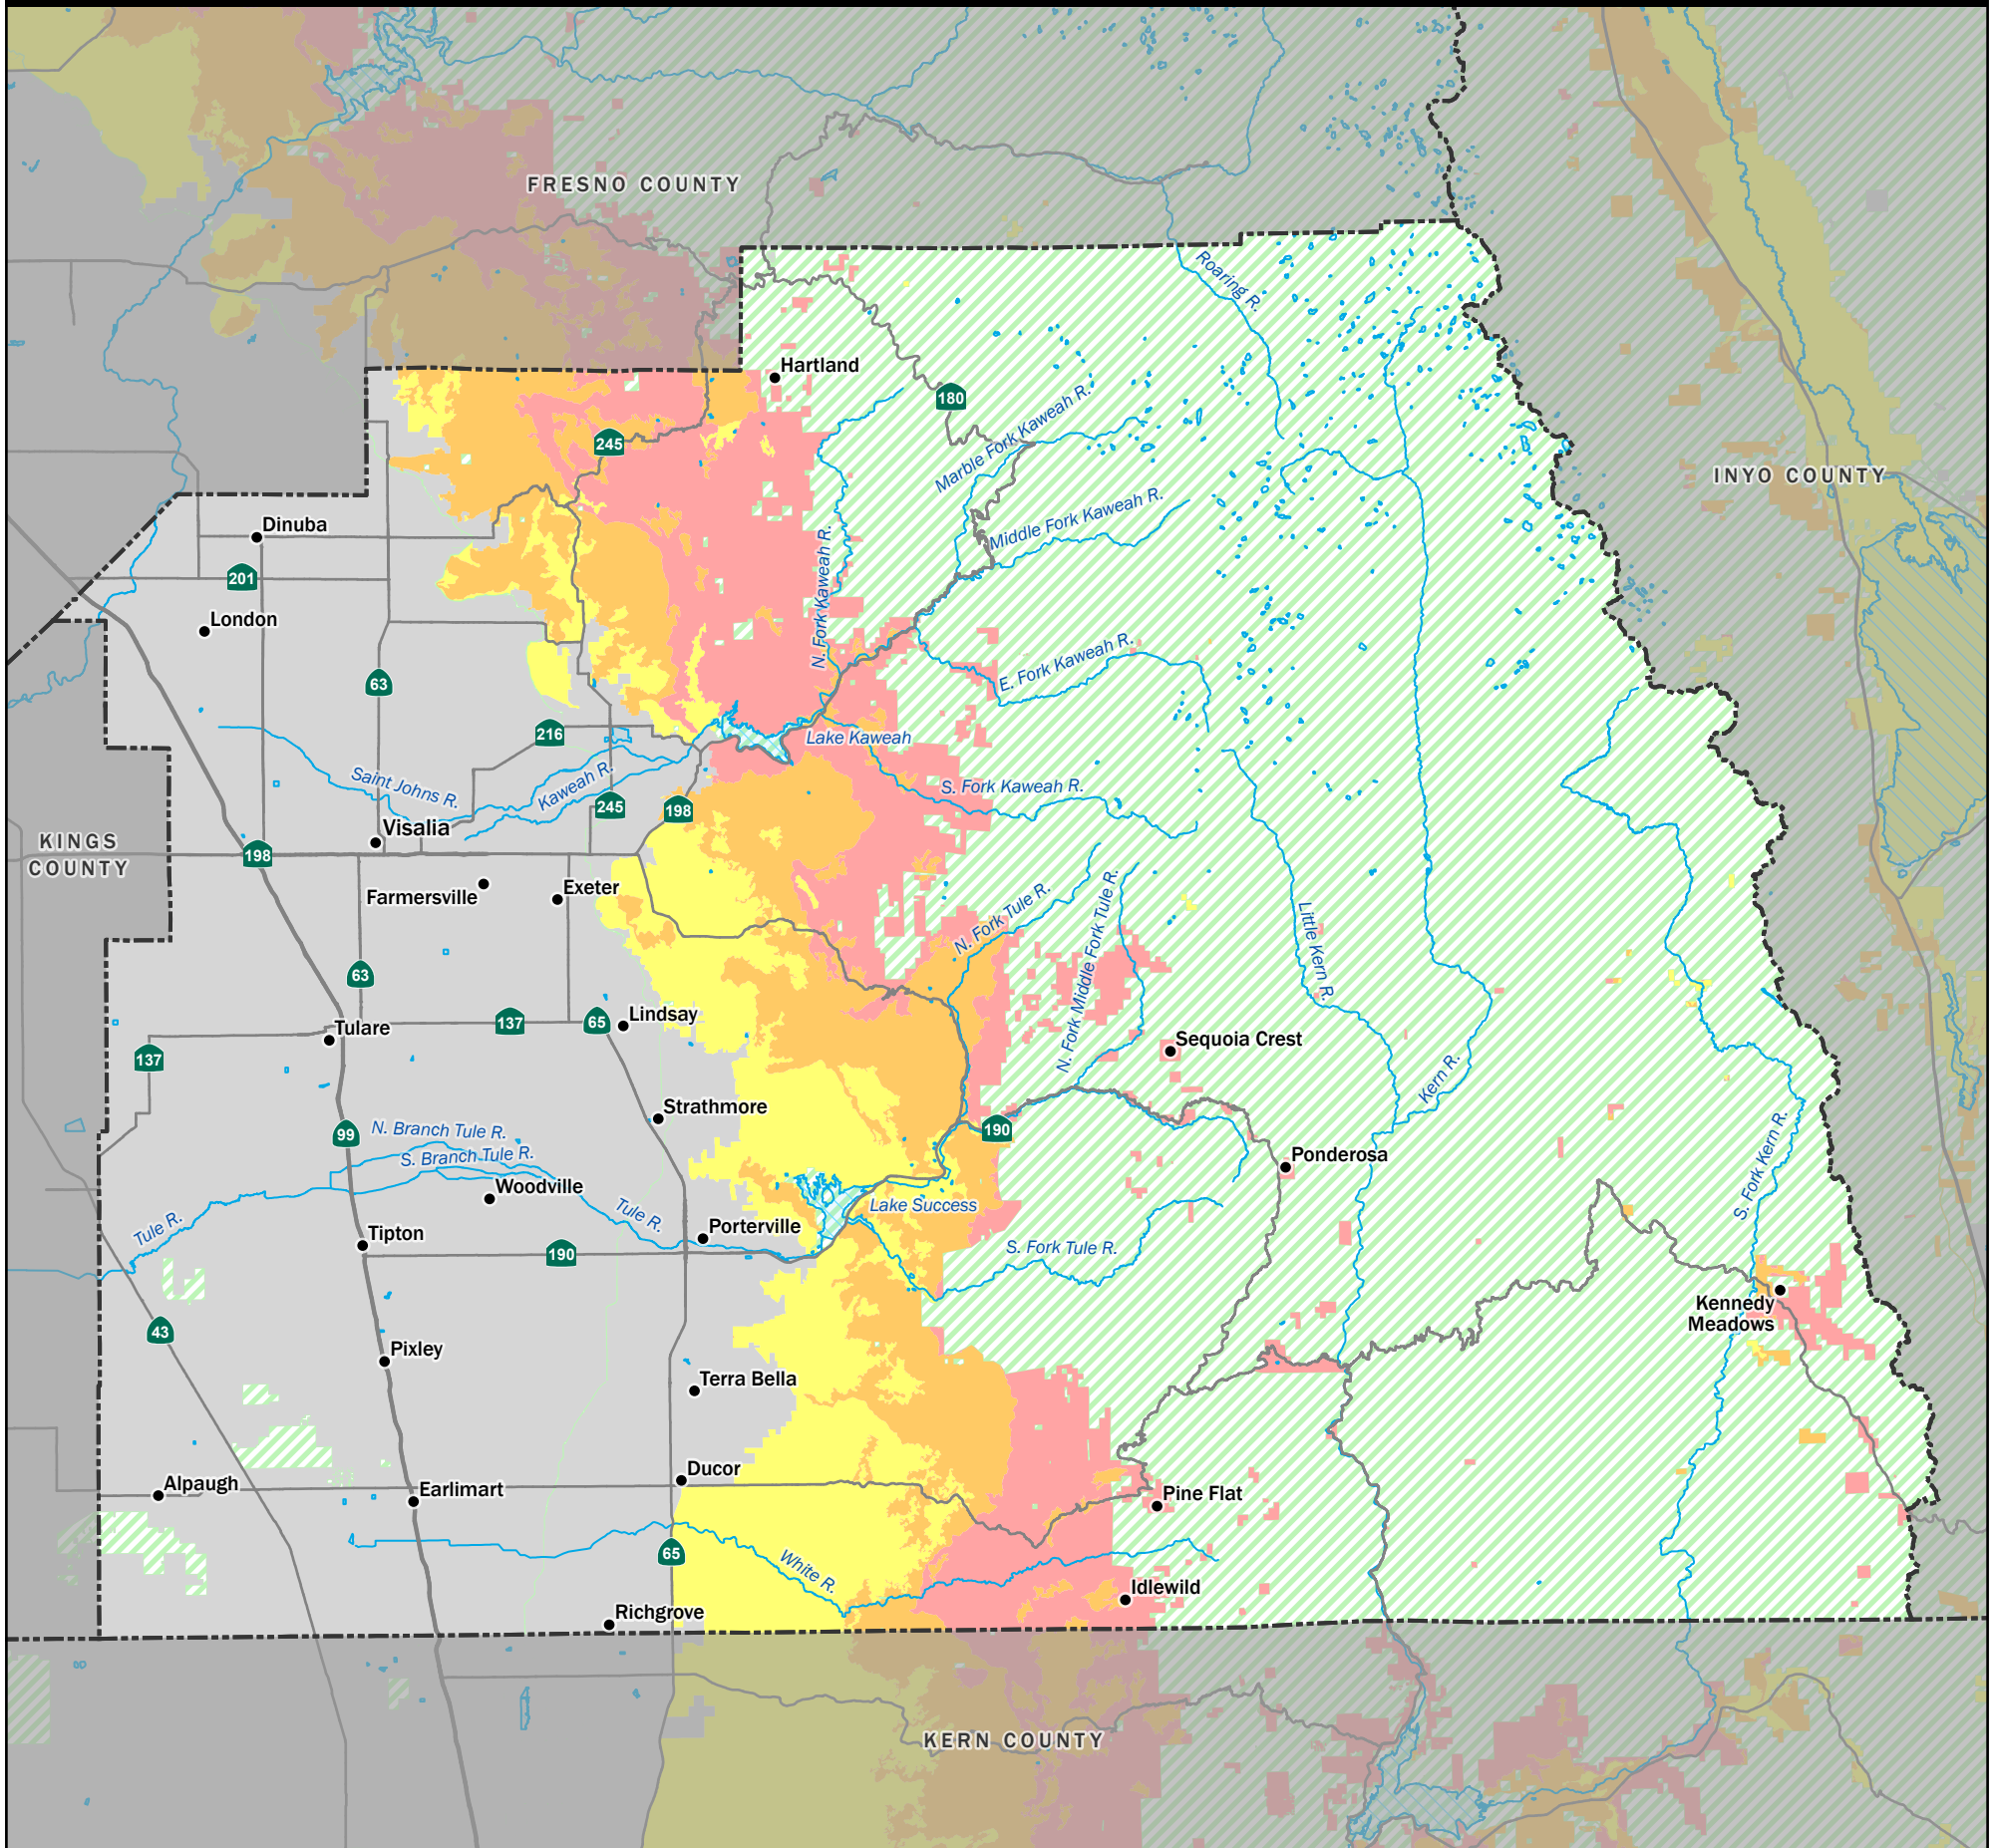 FRESNO COUNTY
Roaring R.
Hartland
180
Marble Fork Kaweah R.
245
INYO COUNTY
Middle Fork Kaweah R.
Dinuba
201
N. Fork Kaweah R.
London
E. Fork Kaweah R.
63
216
Lake Kaweah
Saint Johns R.
Kaweah R.
S. Fork Kaweah R.
245
198
Visalia
KINGS
COUNTY
198
Farmersville
Exeter
N. Fork Tule R.
N. Fork Middle Fork Tule R.
Little Kern R.
63
137
65
Lindsay
Tulare
Sequoia Crest
137
Kern R.
Strathmore
99
N. Branch Tule R.
190
S. Branch Tule R.
Ponderosa
S. Fork Kern R.
Woodville
Lake Success
Tule R.
Tule R.
Porterville
Tipton
190
S. Fork Tule R.
Kennedy
Meadows
43
Pixley
Terra Bella
Ducor
Alpaugh
Earlimart
Pine Flat
65
White R.
Idlewild
Richgrove
KERN COUNTY